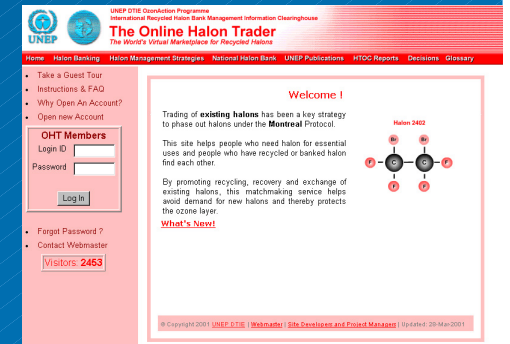 UNEP DTIE OzonAction Programme
International Recycled Halon Bank Management Information Clearinghouse
The Online Halon Trader
The World's Virtual Marketplace for Recycled Halons
UNEP
Home Halon Banking Halon Management Strategies National Halon Bank UNEP Publications HTOC Reports Decisions Glossary
Take a Guest Tour
Instructions & FAQ
Why Open An Account?
Open new Account
OHT Members
Login ID
Password
Log In
Forgot Password ?
Contact Webmaster
Visitors: 2453
Welcome !
Trading of existing halons has been a key strategy
to phase out halons under the Montreal Protocol.
This site helps people who need halon for essential
uses and people who have recycled or banked halon
find each other.
By promoting recycling, recovery and exchange of
existing halons, this matchmaking service helps
avoid demand for new halons and thereby protects
the ozone layer.
What's New!
Halon 2402
Br Br
F C C F
F F
© Copyright 2001 UNEP DTIE | Webmaster | Site Developers and Project Managers | Updated: 28-Mar-2001